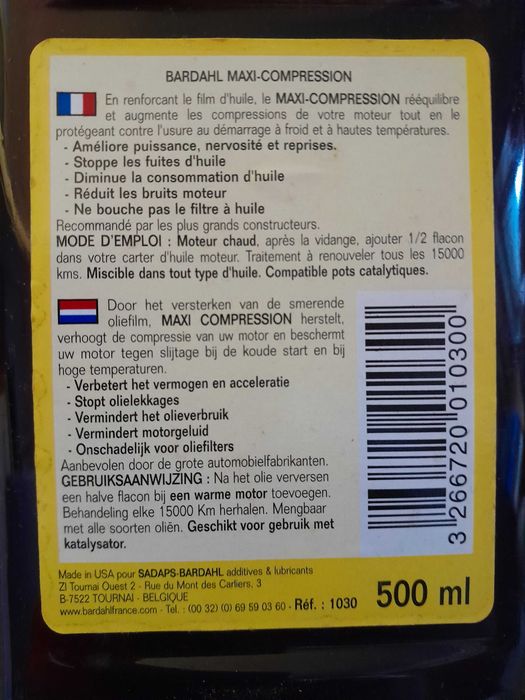 BARDAHL MAXI-COMPRESSION
En renforçant le film d'huile, le MAXI-COMPRESSION rééquilibre
et augmente les compressions de votre moteur tout en le
protégeant contre l'usure au démarrage à froid et à hautes températures.
- Améliore puissance, nervosité et reprises.
- Stoppe les fuites d'huile
- Diminue la consommation d'huile
- Réduit les bruits moteur
- Ne bouche pas le filtre à huile
Recommandé par les plus grands constructeurs.
MODE D'EMPLOI : Moteur chaud, après la vidange, ajouter 1/2 flacon
dans votre carter d'huile moteur. Traitement à renouveler tous les 15000
kms. Miscible dans tout type d'huile. Compatible pots catalytiques.
Door het versterken van de smerende
oliefilm, MAXI COMPRESSION herstelt,
verhoogt de compressie van uw motor en beschermt
uw motor tegen slijtage bij de koude start en bij
hoge temperaturen.
- Verbetert het vermogen en acceleratie
- Stopt olielekkages
- Vermindert het olieverbruik
- Vermindert motorgeluid
- Onschadelijk voor oliefilters
Aanbevolen door de grote automobielfabrikanten.
GEBRUIKSAANWIJZING : Na het olie verversen
een halve flacon bij een warme motor toevoegen.
Behandeling elke 15000 Km herhalen. Mengbaar
met alle soorten oliën. Geschikt voor gebruik met
katalysator.
3 266720 010300
Made in USA pour SADAPS-BARDAHL additives & lubricants
ZI Tournai Ouest 2 - Rue du Mont des Carliers, 3
B-7522 TOURNAI - BELGIQUE
www.bardahlfrance.com - Tel. : (00 32) (0) 69 59 03 60 - Réf. : 1030
500 ml